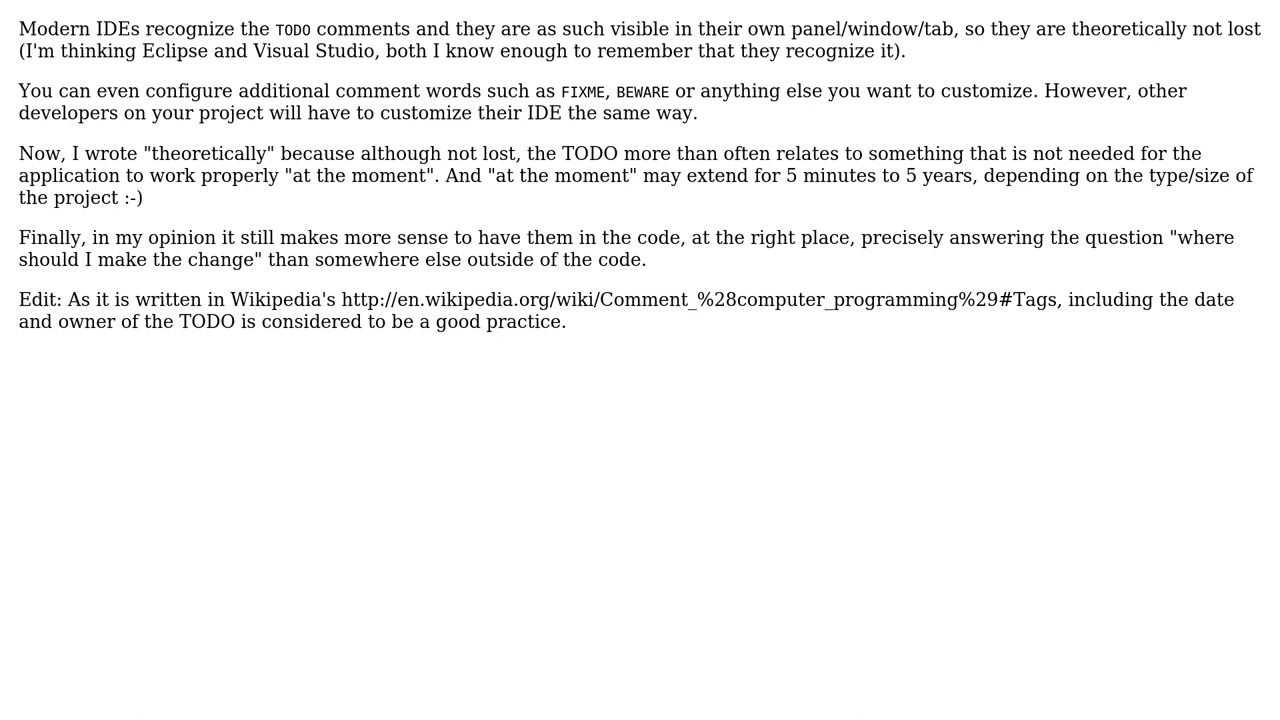 Modern IDEs recognize the TODO comments and they are as such visible in their own panel/window/tab, so they are theoretically not lost
(I'm thinking Eclipse and Visual Studio, both I know enough to remember that they recognize it).
You can even configure additional comment words such as FIXME, BEWARE or anything else you want to customize. However, other
developers on your project will have to customize their IDE the same way.
Now, I wrote "theoretically" because although not lost, the TODO more than often relates to something that is not needed for the
application to work properly "at the moment". And "at the moment" may extend for 5 minutes to 5 years, depending on the type/size of
the project :-)
Finally, in my opinion it still makes more sense to have them in the code, at the right place, precisely answering the question "where
should I make the change" than somewhere else outside of the code.
Edit: As it is written in Wikipedia's http://en.wikipedia.org/wiki/Comment_%28computer_programming%29#Tags, including the date
and owner of the TODO is considered to be a good practice.